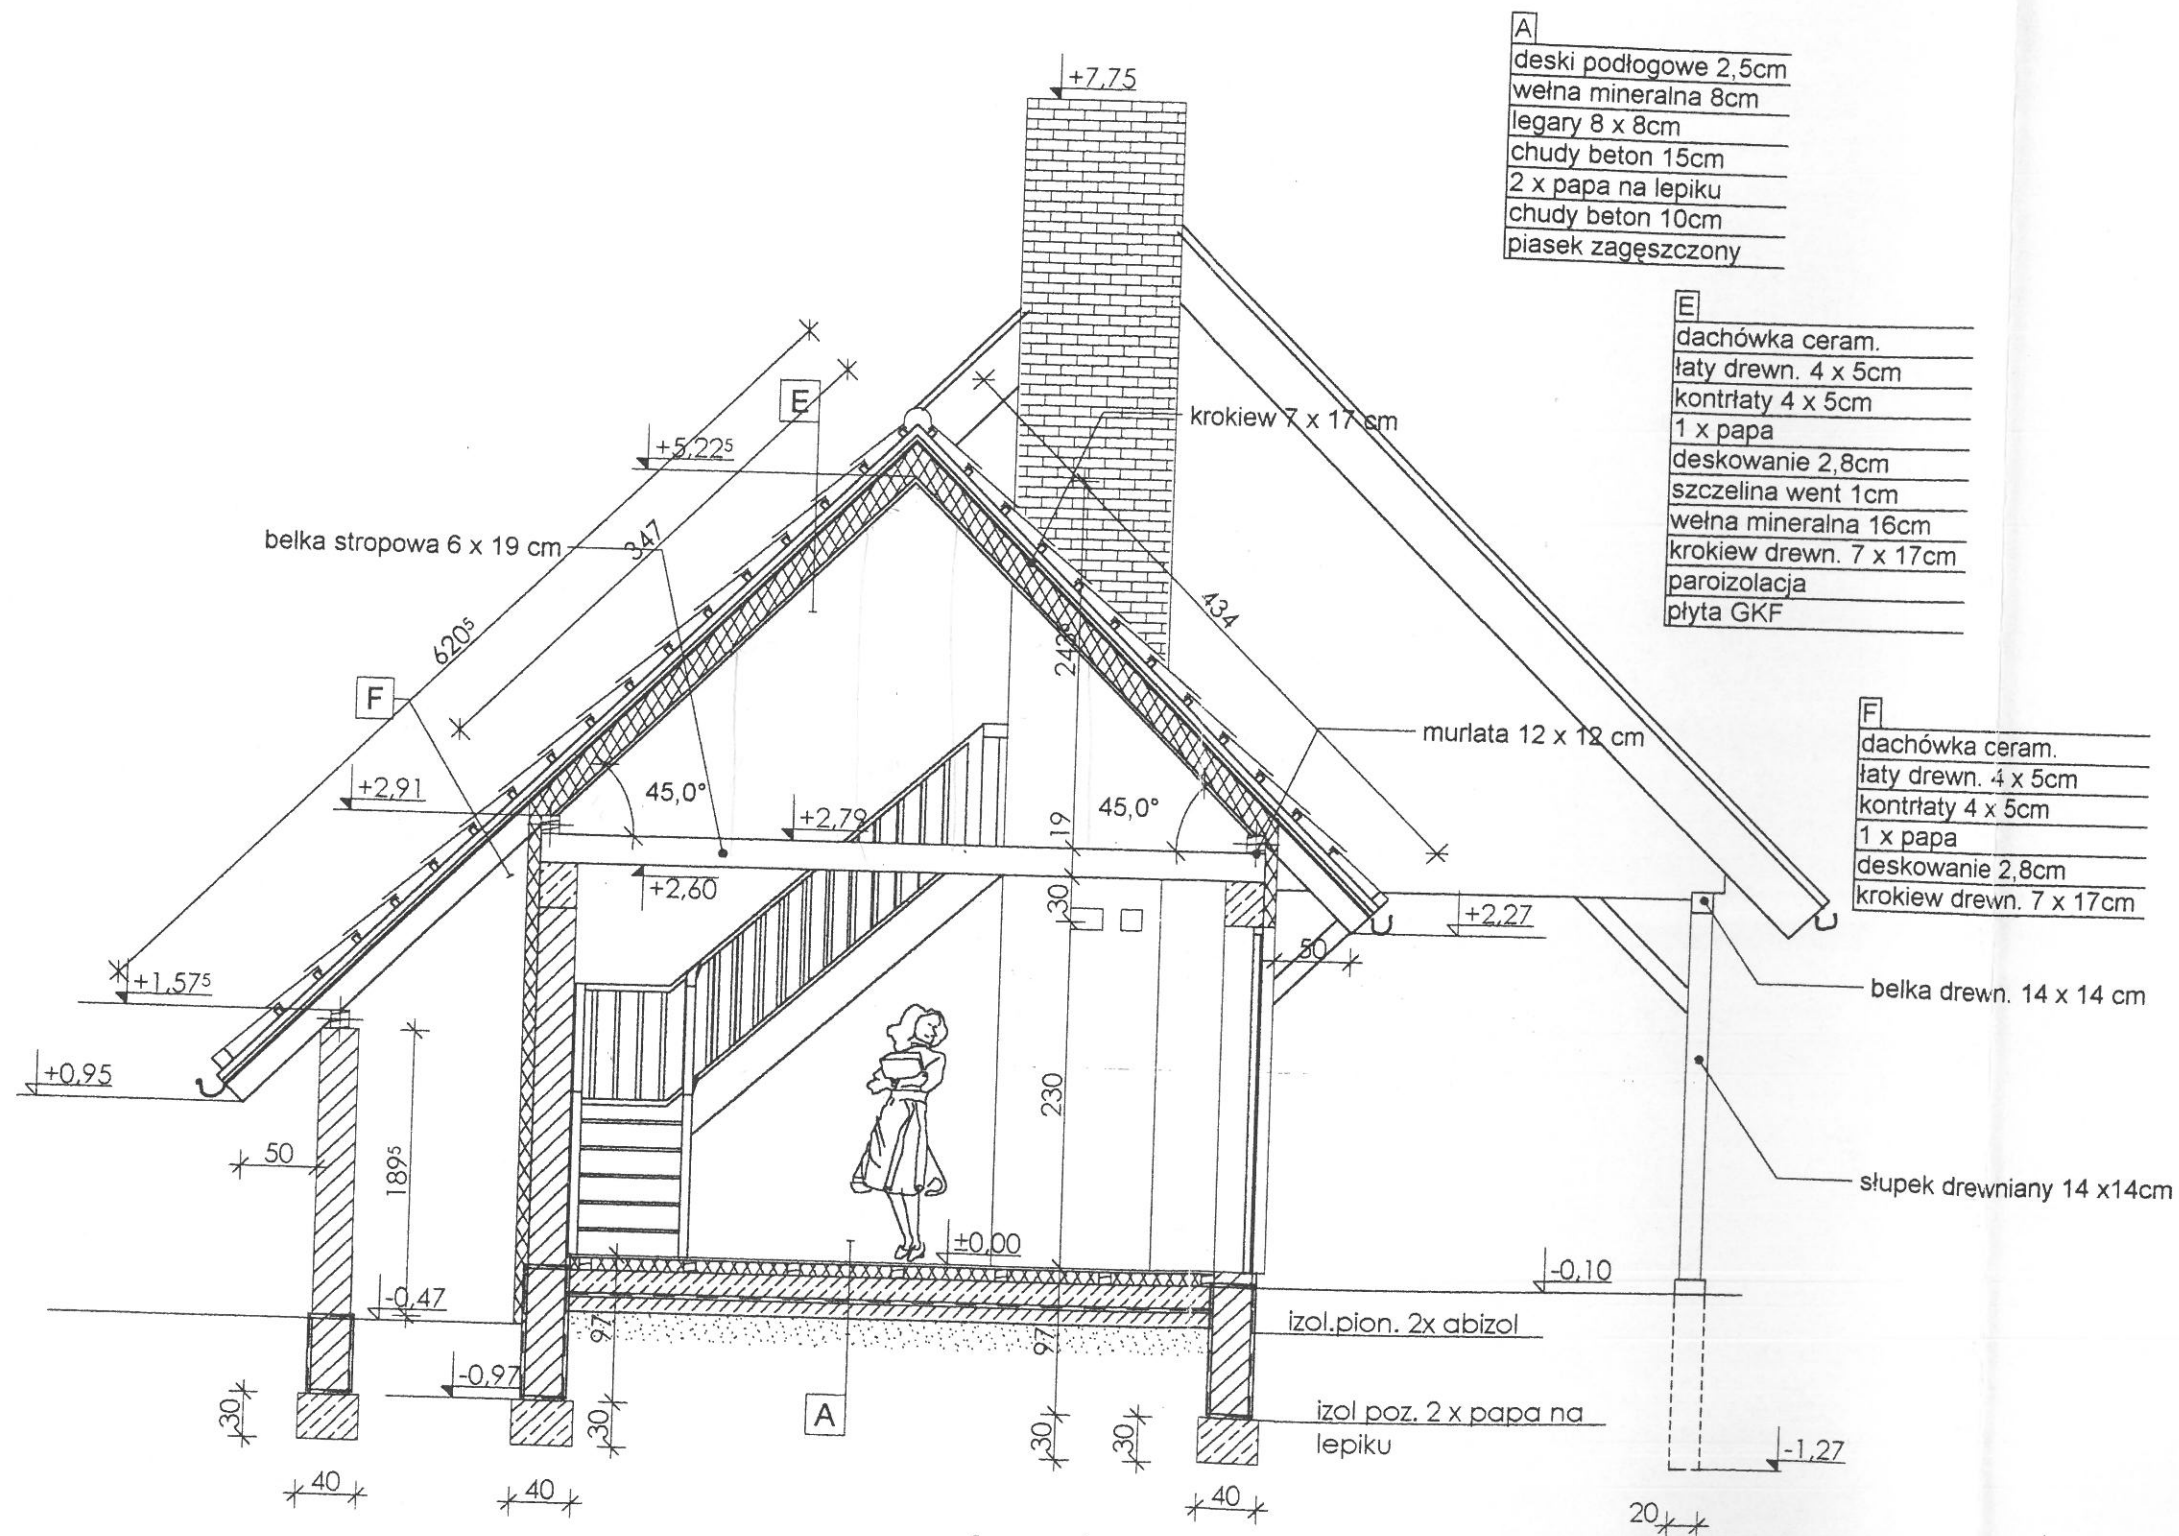 A
deski podłogowe 2,5cm
wełna mineralna 8cm
legary 8 x 8cm
chudy beton 15cm
2 x papa na lepiku
chudy beton 10cm
piasek zagęszczony
E
dachówka ceram.
łaty drewn. 4 x 5cm
kontrłaty 4 x 5cm
1 x papa
deskowanie 2,8cm
szczelina went 1cm
wełna mineralna 16cm
krokiew drewn. 7 x 17cm
paroizolacja
płyta GKF
F
dachówka ceram.
łaty drewn. 4 x 5cm
kontrłaty 4 x 5cm
1 x papa
deskowanie 2,8cm
krokiew drewn. 7 x 17cm
+7,75
E
krokiew 7 x 17 cm
+5,22⁵
belka stropowa 6 x 19 cm
347
620⁵
434
F
murlata 12 x 12 cm
+2,91
45,0°
+2,79
45,0°
19
+2,60
30
+2,27
50
+1,57⁵
belka drewn. 14 x 14 cm
+0,95
230
50
189⁵
słupek drewniany 14 x14cm
±0,00
-0,10
-0,47
97
97
izol.pion. 2x abizol
-0,97
A
30
30
30
30
izol poz. 2 x papa na
lepiku
-1,27
40
40
40
20